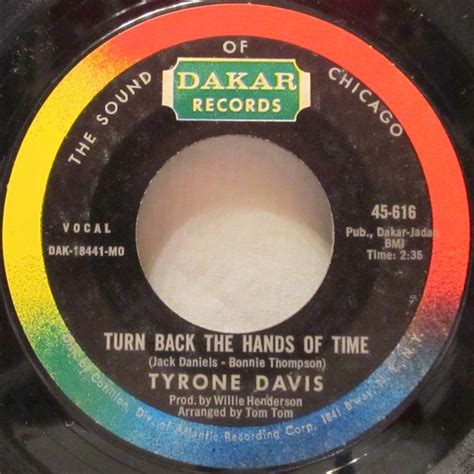 THE SOUND OF CHICAGO
DAKAR
RECORDS
VOCAL
DAK-18441-MO
45-616
Pub., Dakar-Jada
BMI
Time: 2:35
TURN BACK THE HANDS OF TIME
(Jack Daniels - Bonnie Thompson)
TYRONE DAVIS
Prod. by Willie Henderson
Arranged by Tom Tom
by Cotillion, Div. of Atlantic Recording Corp. 1841 B'way, N.Y., N.Y.